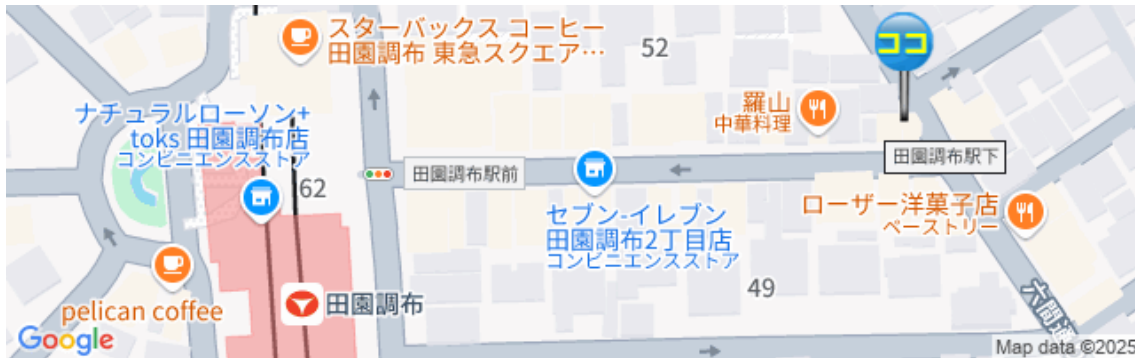 スターバックス コーヒー
田園調布 東急スクエア…
52
ココ
ナチュラルローソン+
toks 田園調布店
コンビニエンスストア
羅山
中華料理
田園調布駅下
62
田園調布駅前
セブン-イレブン
田園調布2丁目店
コンビニエンスストア
ローザー洋菓子店
ペーストリー
49
pelican coffee
田園調布
六間通
Google
Map data ©2025